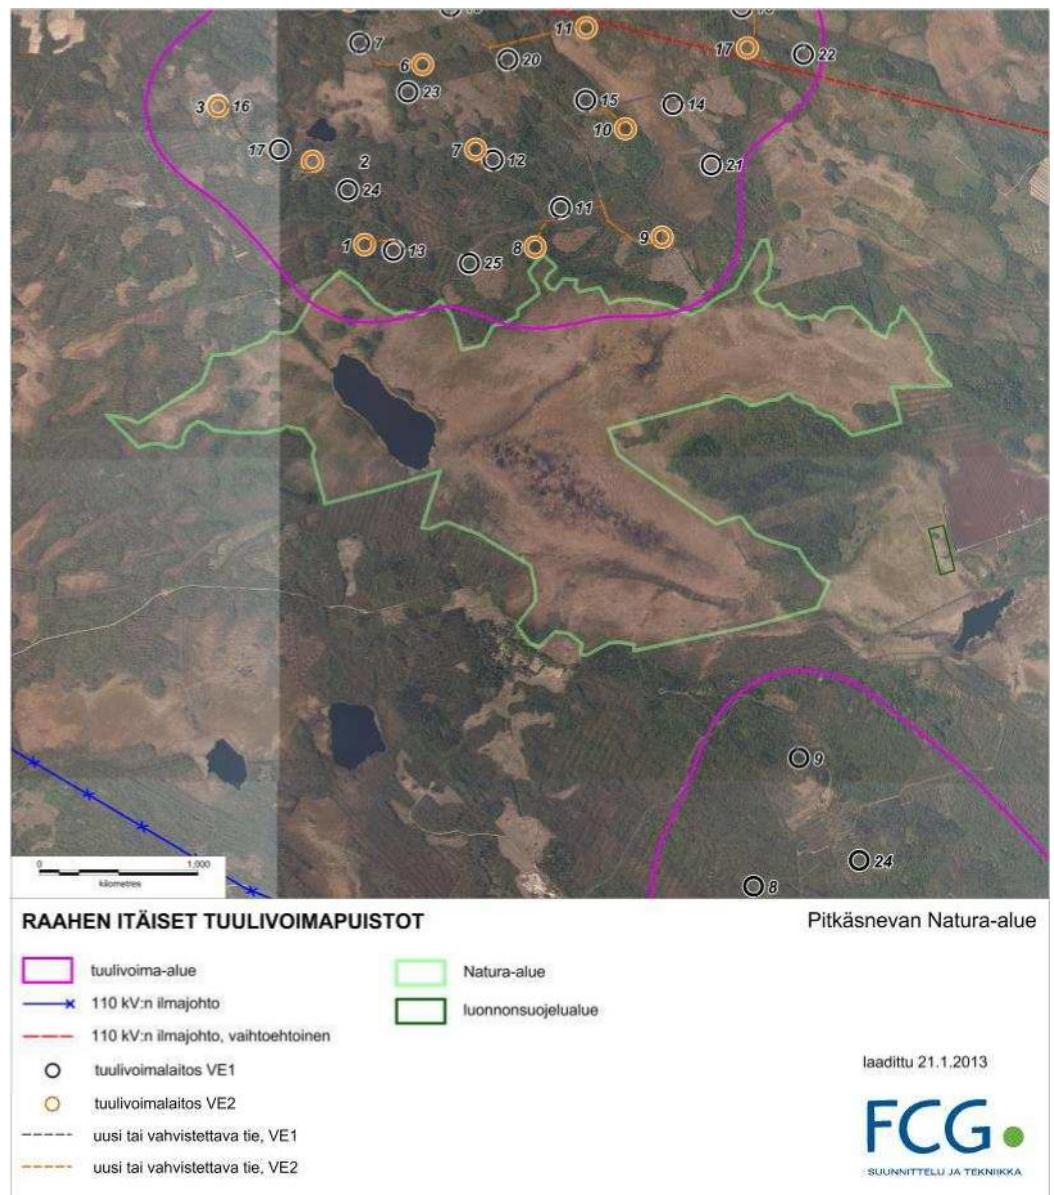 7
11
17
22
6
20
23
3
16
15
14
10
17
2
7
12
21
24
11
1
13
8
9
25
9
24
8
0 1,000
kilometres
RAAHEN ITÄISET TUULIVOIMAPUISTOT
Pitkäsnevan Natura-alue
tuulivoima-alue
Natura-alue
110 kV:n ilmajohto
luonnonsuojelualue
110 kV:n ilmajohto, vaihtoehtoinen
tuulivoimalaitos VE1
laadittu 21.1.2013
tuulivoimalaitos VE2
uusi tai vahvistettava tie, VE1
uusi tai vahvistettava tie, VE2
FCG
SUUNNITTELU JA TEKNIIKKA